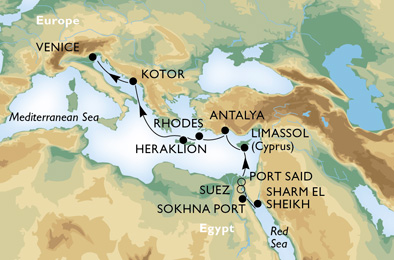 Europe
VENICE
KOTOR
Mediterranean Sea
ANTALYA
RHODES
LIMASSOL
(Cyprus)
HERAKLION
PORT SAID
SUEZ
SHARM EL
SHEIKH
SOKHNA PORT
Egypt
Red
Sea